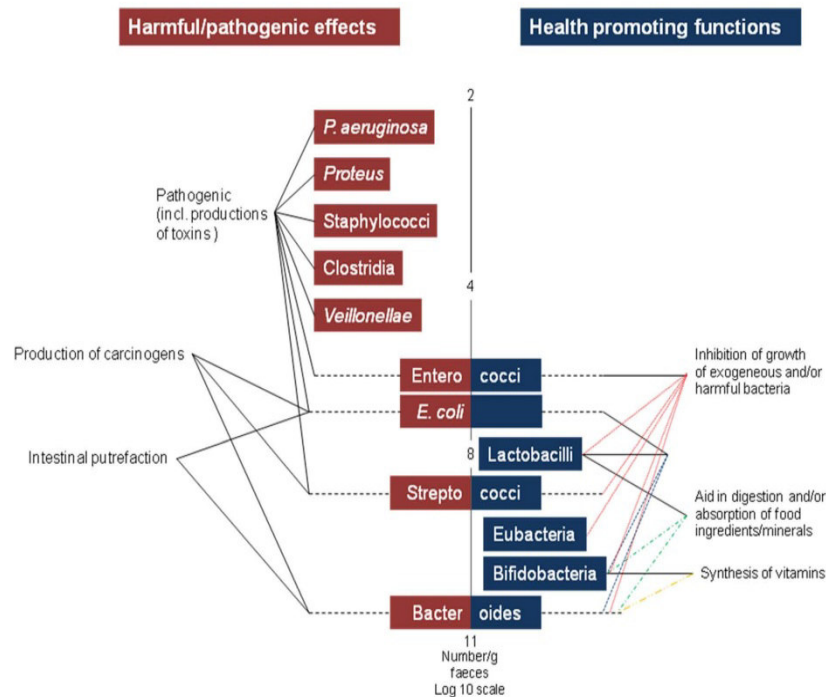 Harmful/pathogenic effects
Health promoting functions
2
P. aeruginosa
Proteus
Pathogenic
(incl. productions
of toxins )
Staphylococci
Clostridia
4
Veillonellae
Production of carcinogens
Entero cocci
Inhibition of growth
of exogeneous and/or
harmful bacteria
E. coli
Intestinal putrefaction
8
Lactobacilli
Strepto cocci
Aid in digestion and/or
absorption of food
ingredients/minerals
Eubacteria
Bifidobacteria
Synthesis of vitamins
Bacter oides
11
Number/g
faeces
Log 10 scale